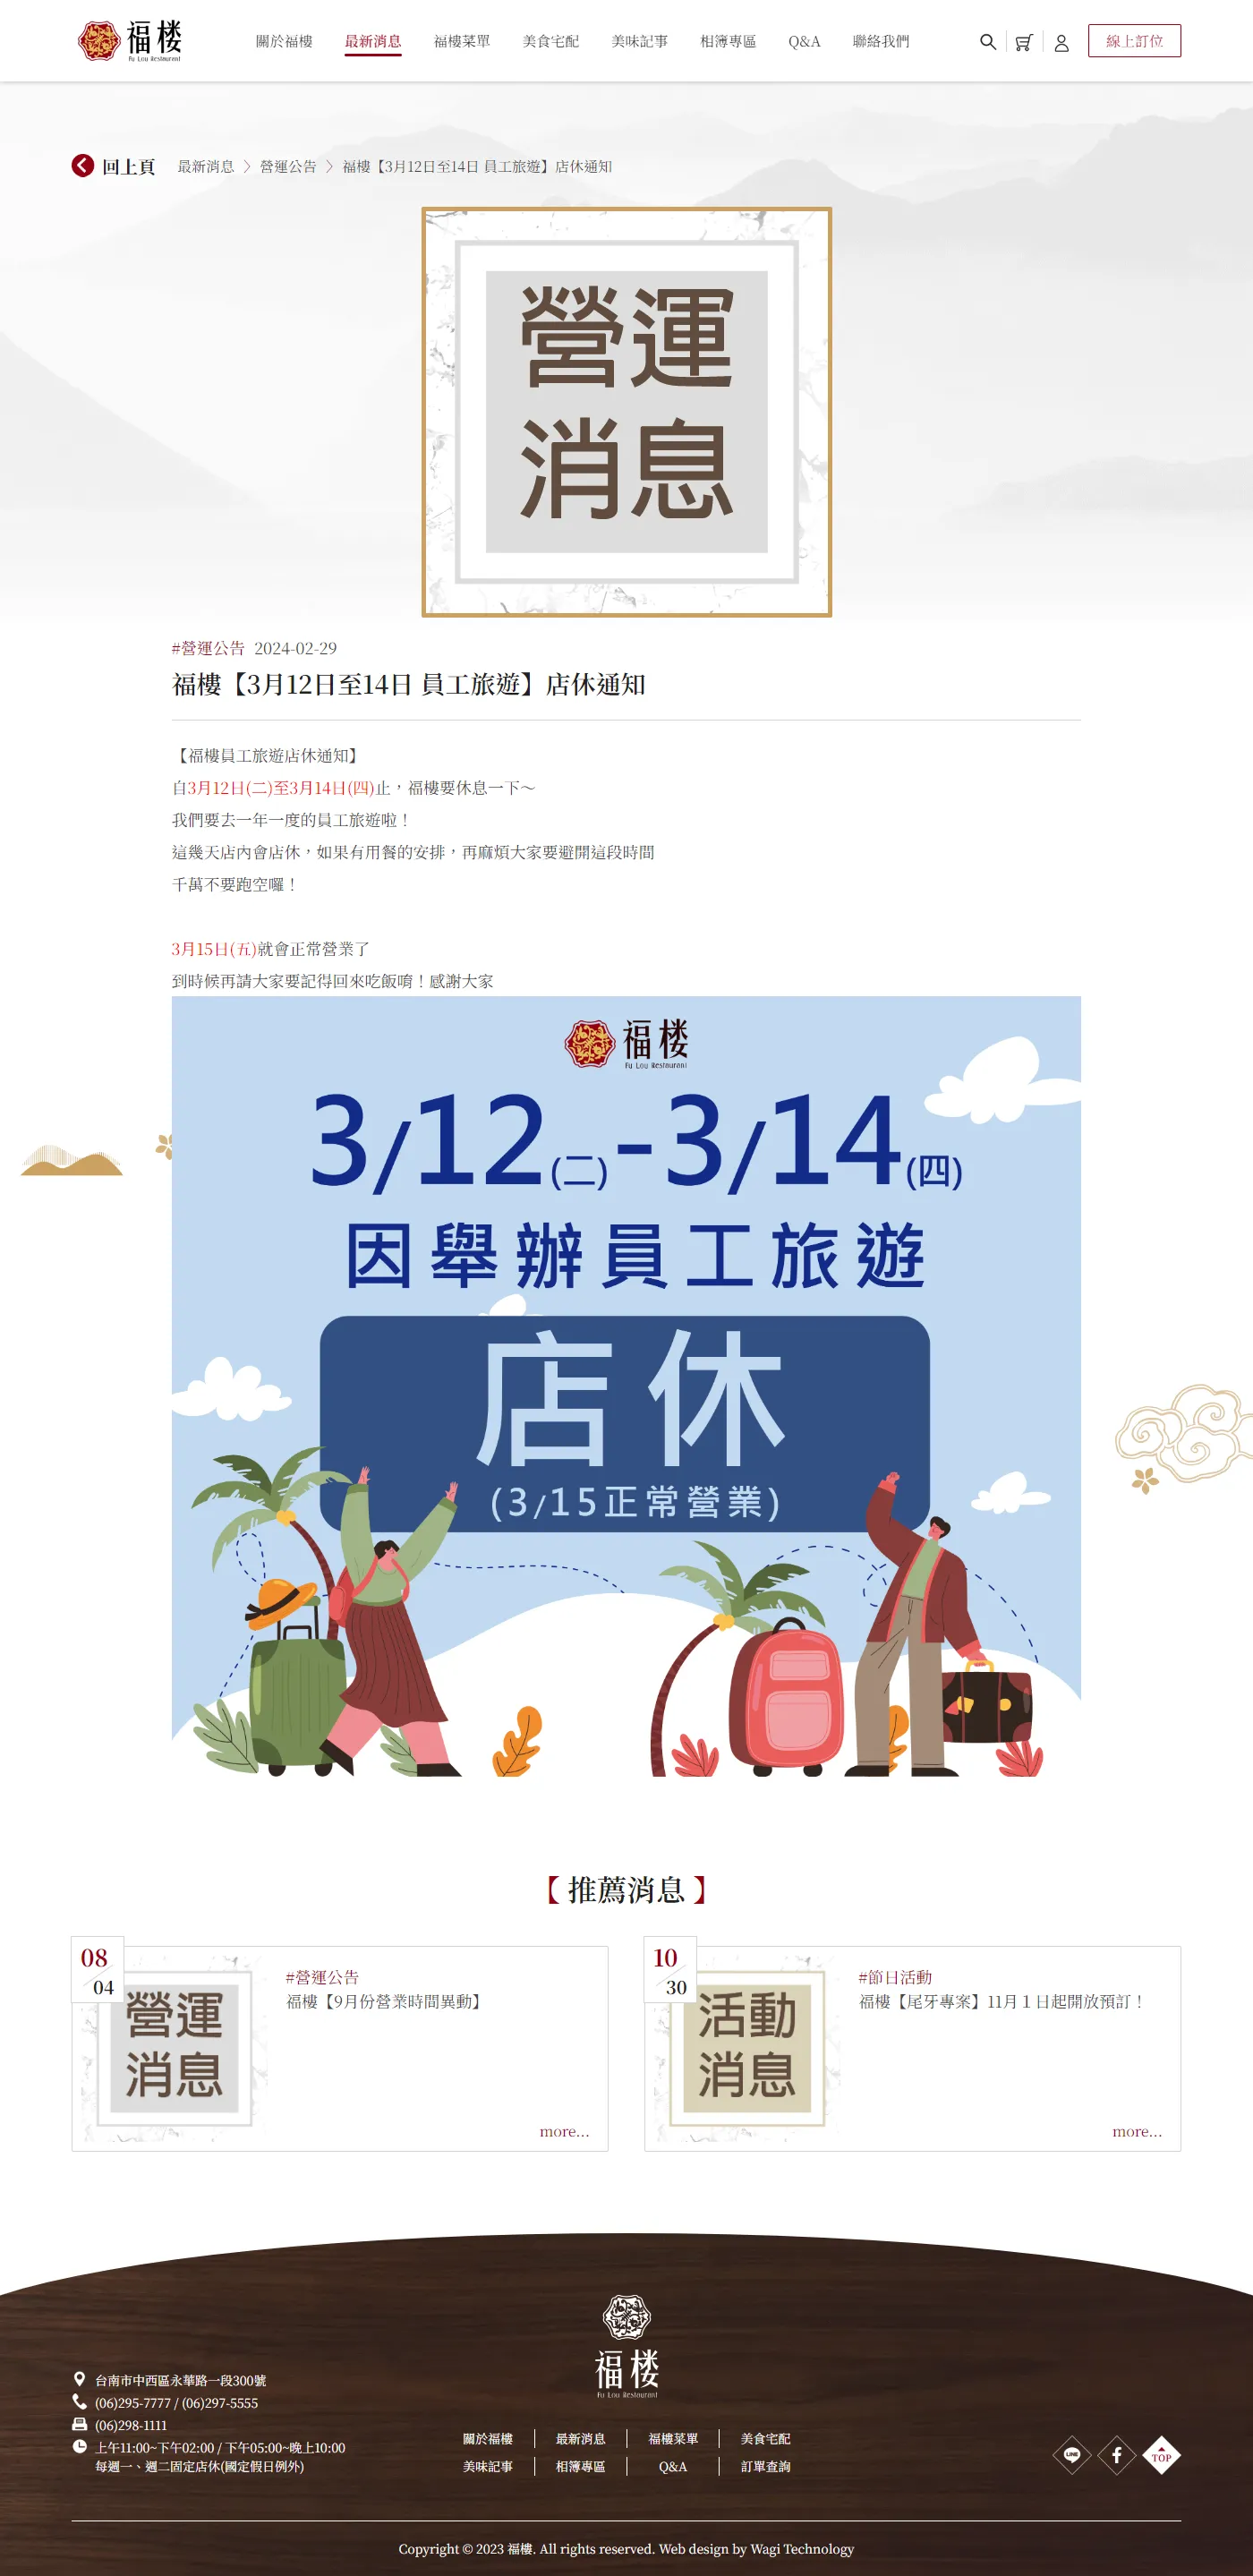 福楼
Fu Lou Restaurant
關於福樓
最新消息
福樓菜單
美食宅配
美味記事
相簿專區
Q&A
聯絡我們
線上訂位
回上頁
最新消息 〉 營運公告 〉 福樓【3月12日至14日 員工旅遊】店休通知
營運
消息
#營運公告 2024-02-29
福樓【3月12日至14日 員工旅遊】店休通知
【福樓員工旅遊店休通知】
自3月12日(二)至3月14日(四)止，福樓要休息一下～
我們要去一年一度的員工旅遊啦！
這幾天店內會店休，如果有用餐的安排，再麻煩大家要避開這段時間
千萬不要跑空囉！
3月15日(五)就會正常營業了
到時候再請大家要記得回來吃飯唷！感謝大家
福楼
Fu Lou Restaurant
3/12(二)-3/14(四)
因舉辦員工旅遊
店休
(3/15正常營業)
【推薦消息】
08
04
營運
消息
#營運公告
福樓【9月份營業時間異動】
more...
10
30
活動
消息
#節日活動
福樓【尾牙專案】11月１日起開放預訂！
more...
福楼
Fu Lou Restaurant
台南市中西區永華路一段300號
(06)295-7777 / (06)297-5555
(06)298-1111
上午11:00~下午02:00 / 下午05:00~晚上10:00
每週一、週二固定店休(國定假日例外)
關於福樓
最新消息
福樓菜單
美食宅配
美味記事
相簿專區
Q&A
訂單查詢
LINE
TOP
Copyright © 2023 福樓. All rights reserved. Web design by Wagi Technology